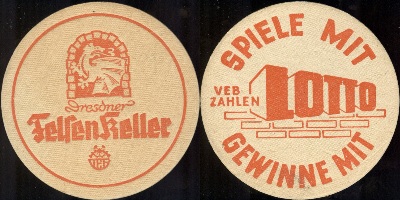 Dresdner
Felsenkeller
SPIELE MIT
VEB
ZAHLEN
LOTTO
GEWINNE MIT